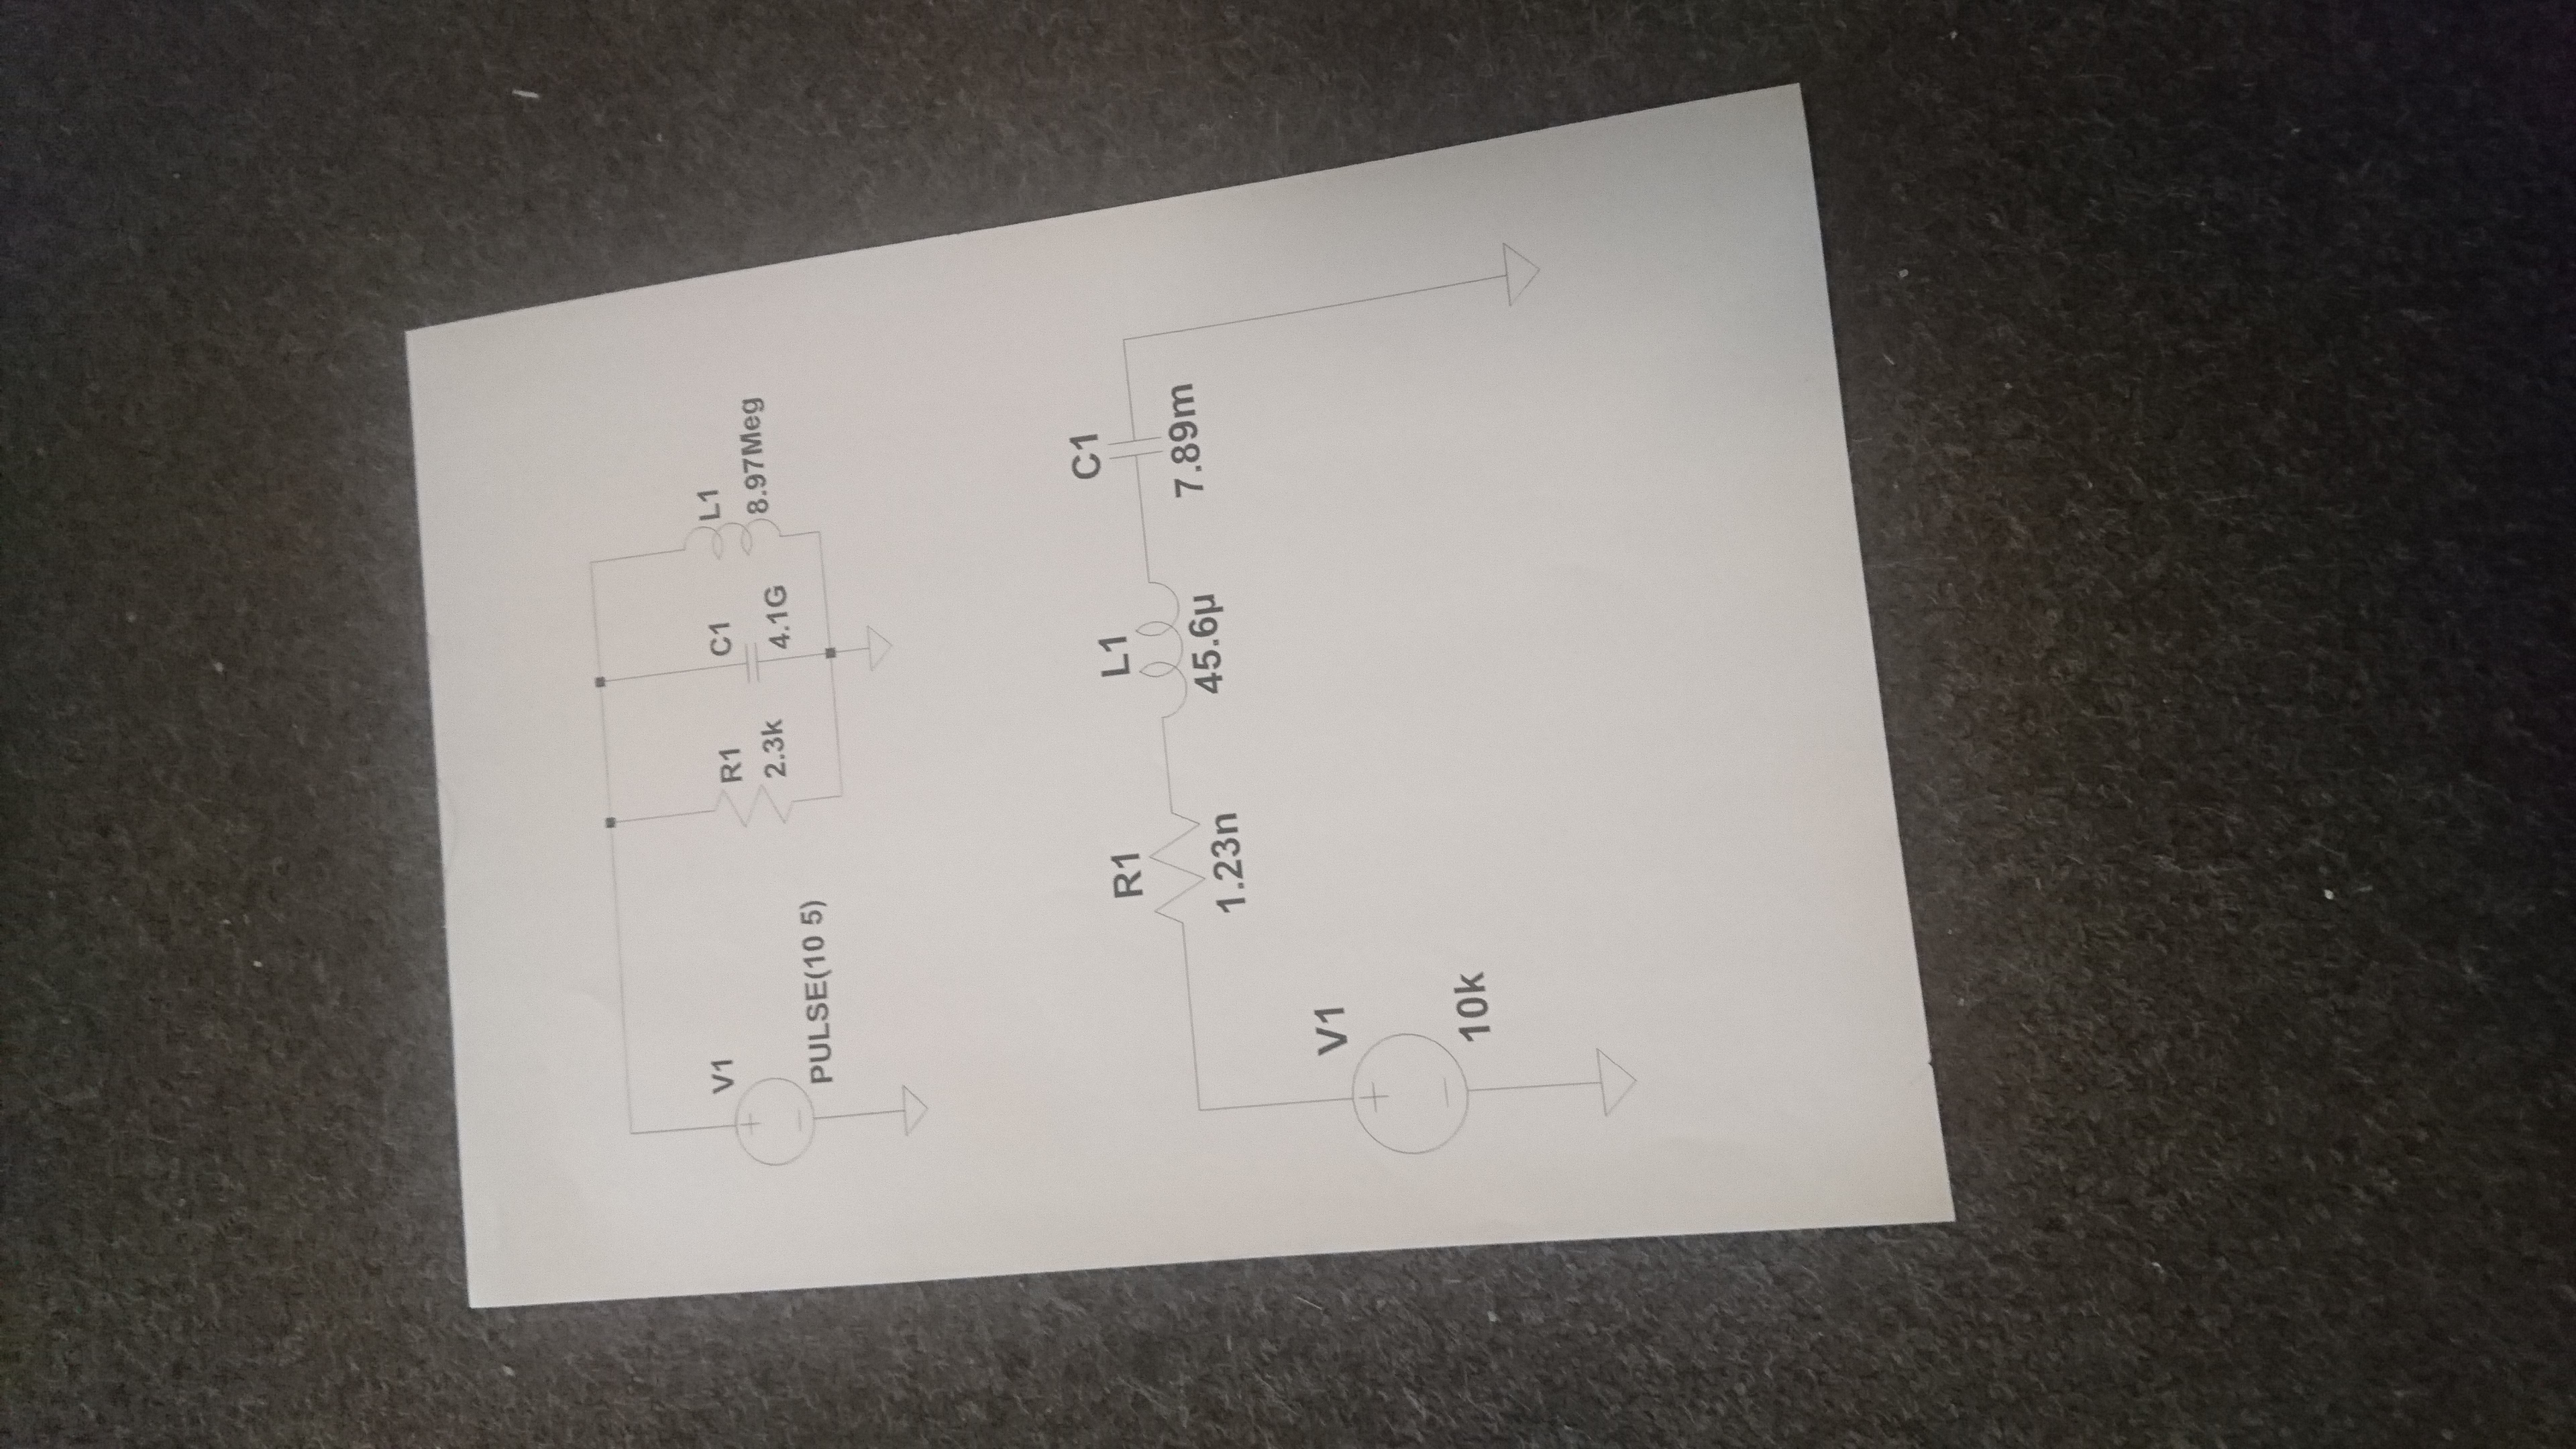 V1
PULSE(10 5)
R1
2.3k
C1
4.1G
L1
8.97Meg
V1
10k
R1
1.23n
L1
45.6µ
C1
7.89m